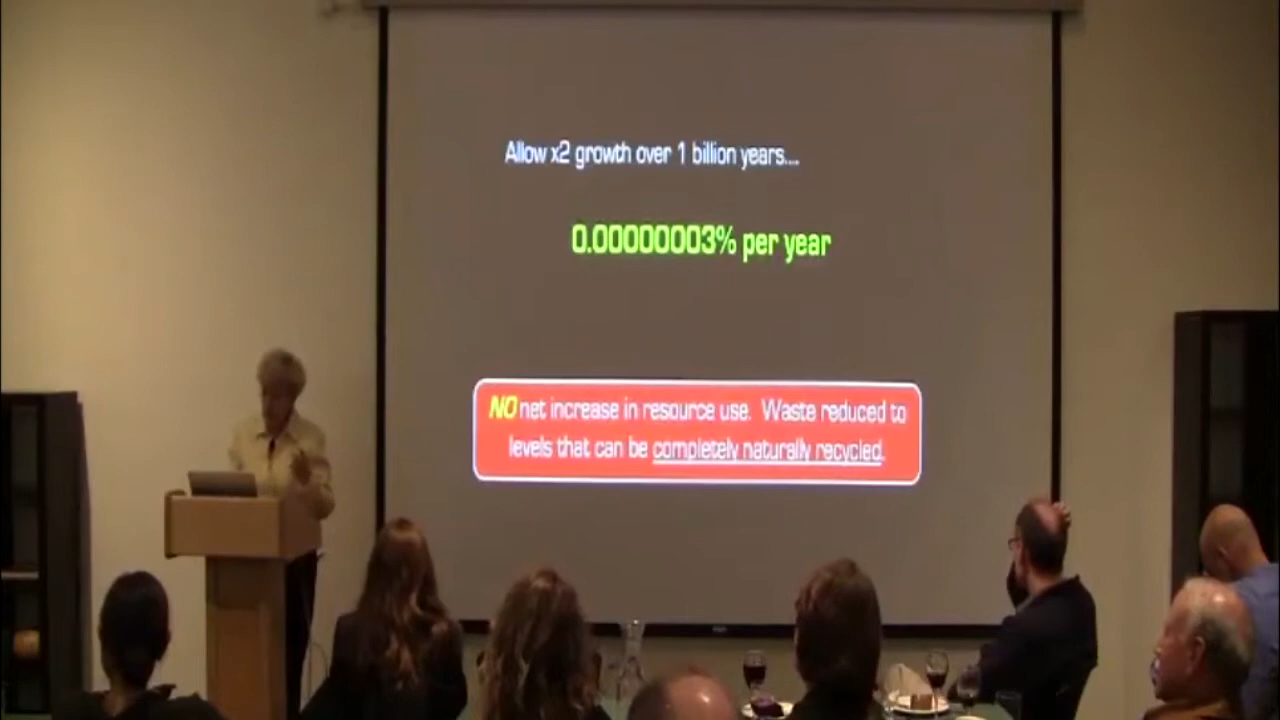 Allow x2 growth over 1 billion years....
0.00000003% per year
NO net increase in resource use. Waste reduced to
levels that can be completely naturally recycled.